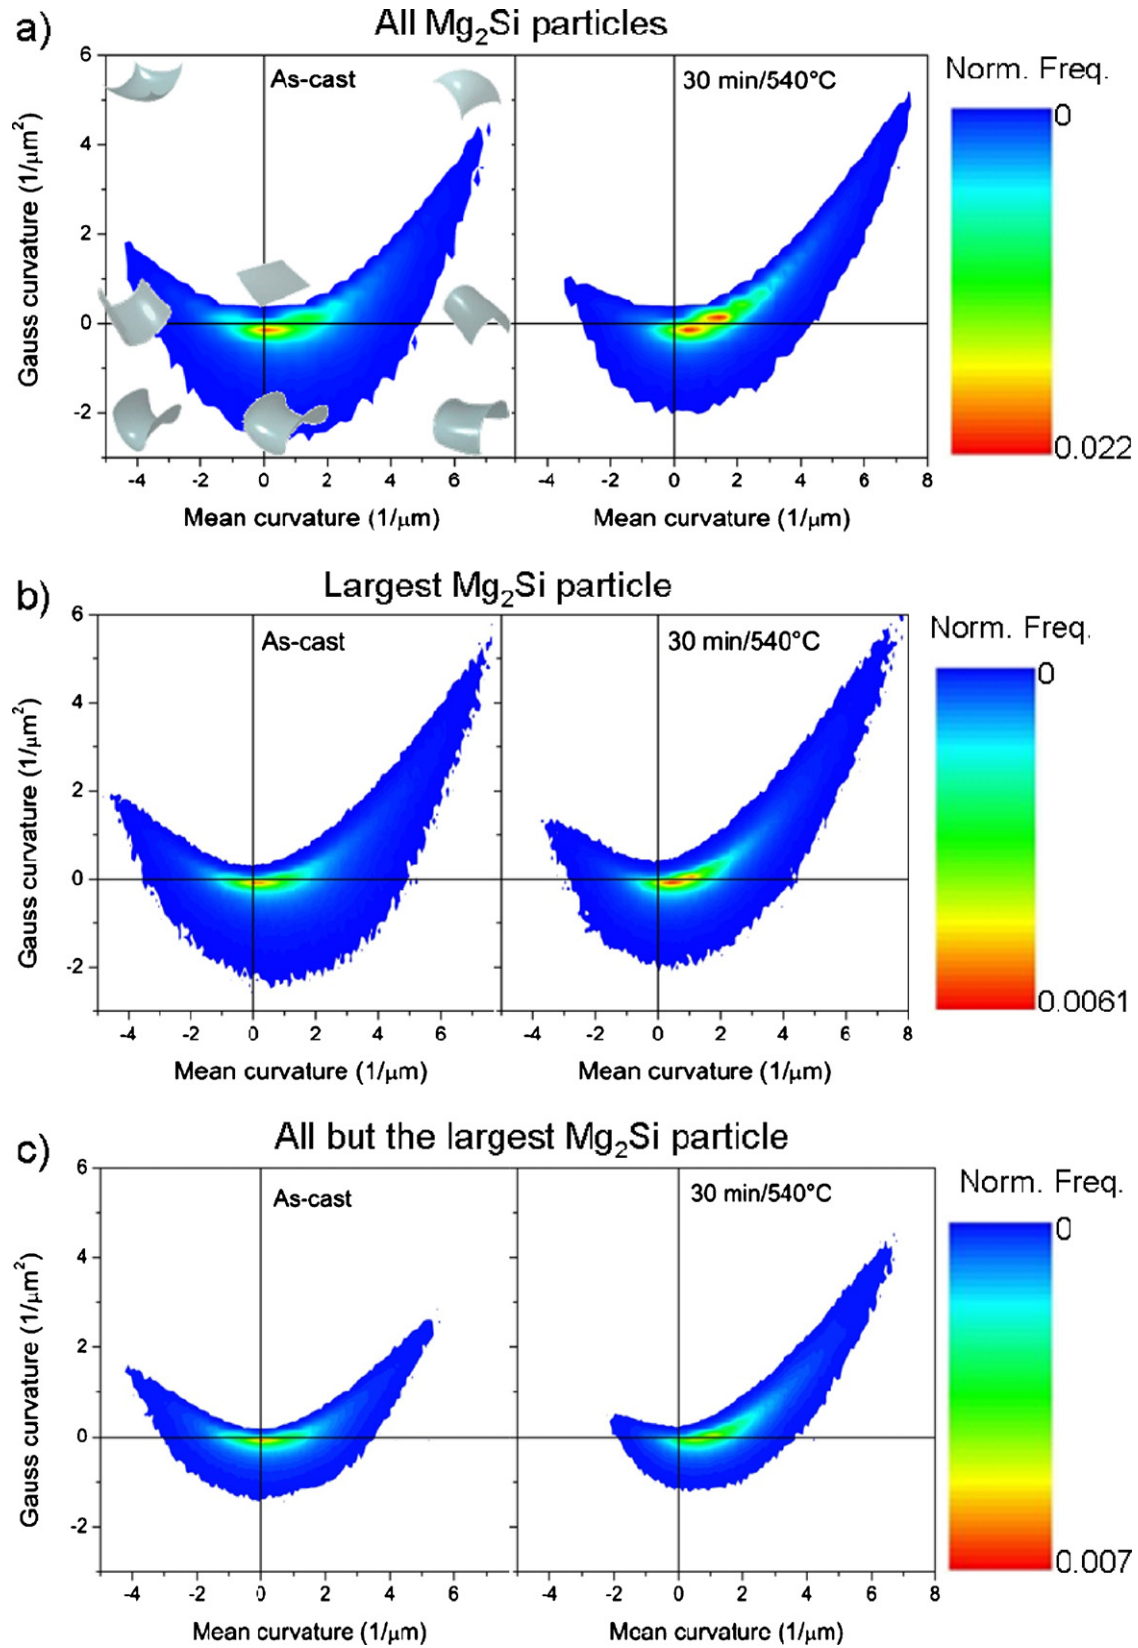 a)
All Mg₂Si particles
As-cast
30 min/540°C
Norm. Freq.
0
0.022
Gauss curvature (1/μm²)
6
4
2
0
-2
-4 -2 0 2 4 6
-4 -2 0 2 4 6 8
Mean curvature (1/μm)
Mean curvature (1/μm)
b)
Largest Mg₂Si particle
As-cast
30 min/540°C
Norm. Freq.
0
0.0061
Gauss curvature (1/μm²)
6
4
2
0
-2
-4 -2 0 2 4 6
-4 -2 0 2 4 6 8
Mean curvature (1/μm)
Mean curvature (1/μm)
c)
All but the largest Mg₂Si particle
As-cast
30 min/540°C
Norm. Freq.
0
0.007
Gauss curvature (1/μm²)
6
4
2
0
-2
-4 -2 0 2 4 6
-4 -2 0 2 4 6 8
Mean curvature (1/μm)
Mean curvature (1/μm)